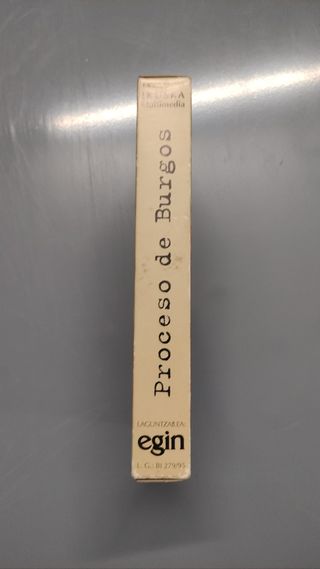 Multimedia
Proceso de Burgos
LAGUNTZAILEA:
egin
L. G.: BI 279/95